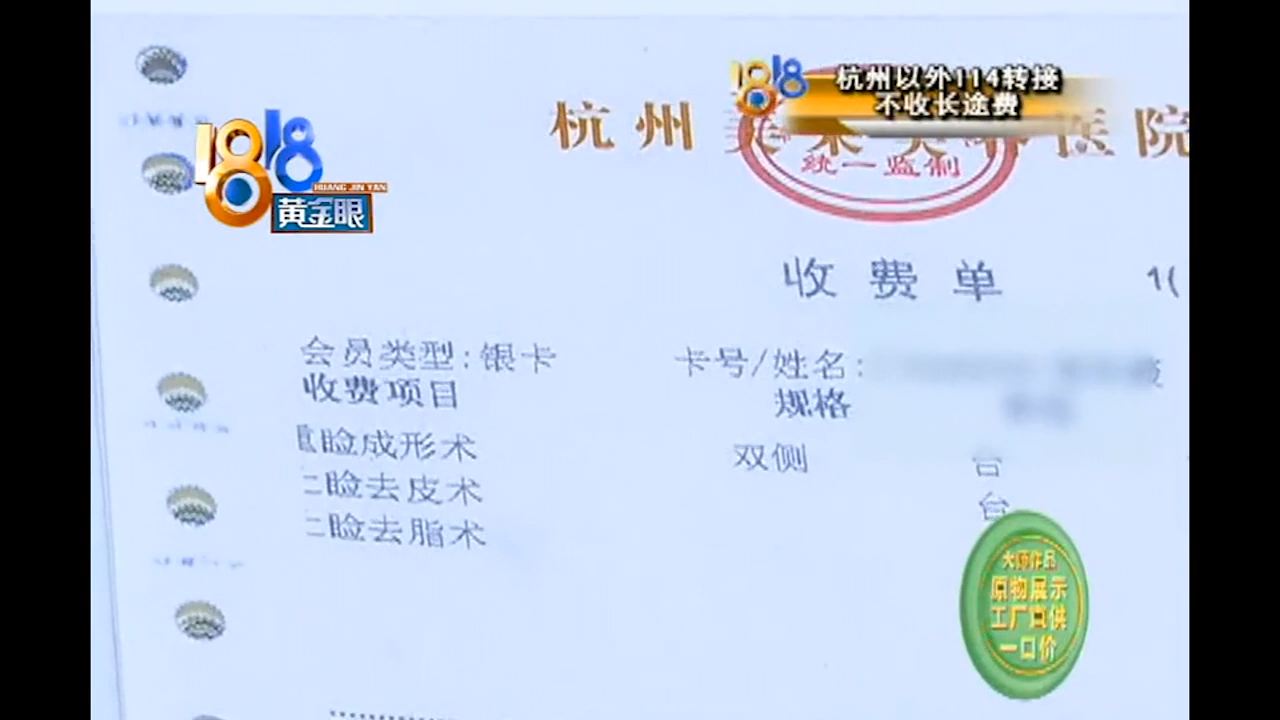 1818
HUANG JIN YAN
黄金眼
1818
杭州以外114转接
不收长途费
杭州
医院
统一监制
收费单
1(
会员类型:银卡
卡号/姓名:
收费项目
规格
睑成形术
双侧
睑去皮术
台
睑去脂术
大师作品
原物展示
工厂直供
一口价